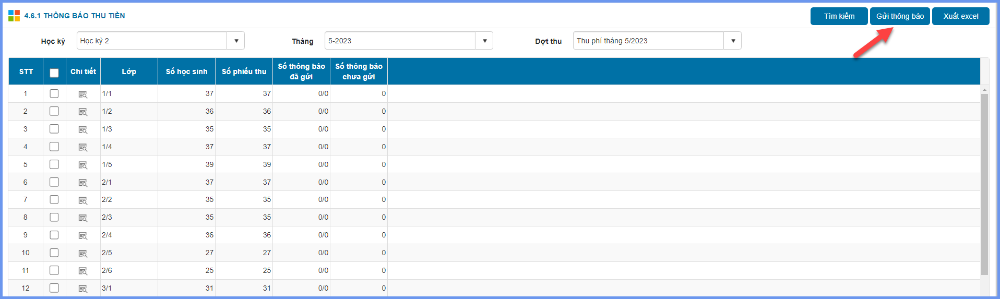 4.6.1 THÔNG BÁO THU TIỀN
Tìm kiếm Gửi thông báo Xuất excel
Học kỳ Học kỳ 2 Tháng 5-2023 Đợt thu Thu phí tháng 5/2023
STT Chi tiết Lớp Số học sinh Số phiếu thu Số thông báo đã gửi Số thông báo chưa gửi
1 1/1 37 37 0/0 0
2 1/2 36 36 0/0 0
3 1/3 35 35 0/0 0
4 1/4 37 37 0/0 0
5 1/5 39 39 0/0 0
6 2/1 37 37 0/0 0
7 2/2 35 35 0/0 0
8 2/3 35 35 0/0 0
9 2/4 36 36 0/0 0
10 2/5 27 27 0/0 0
11 2/6 25 25 0/0 0
12 3/1 31 31 0/0 0